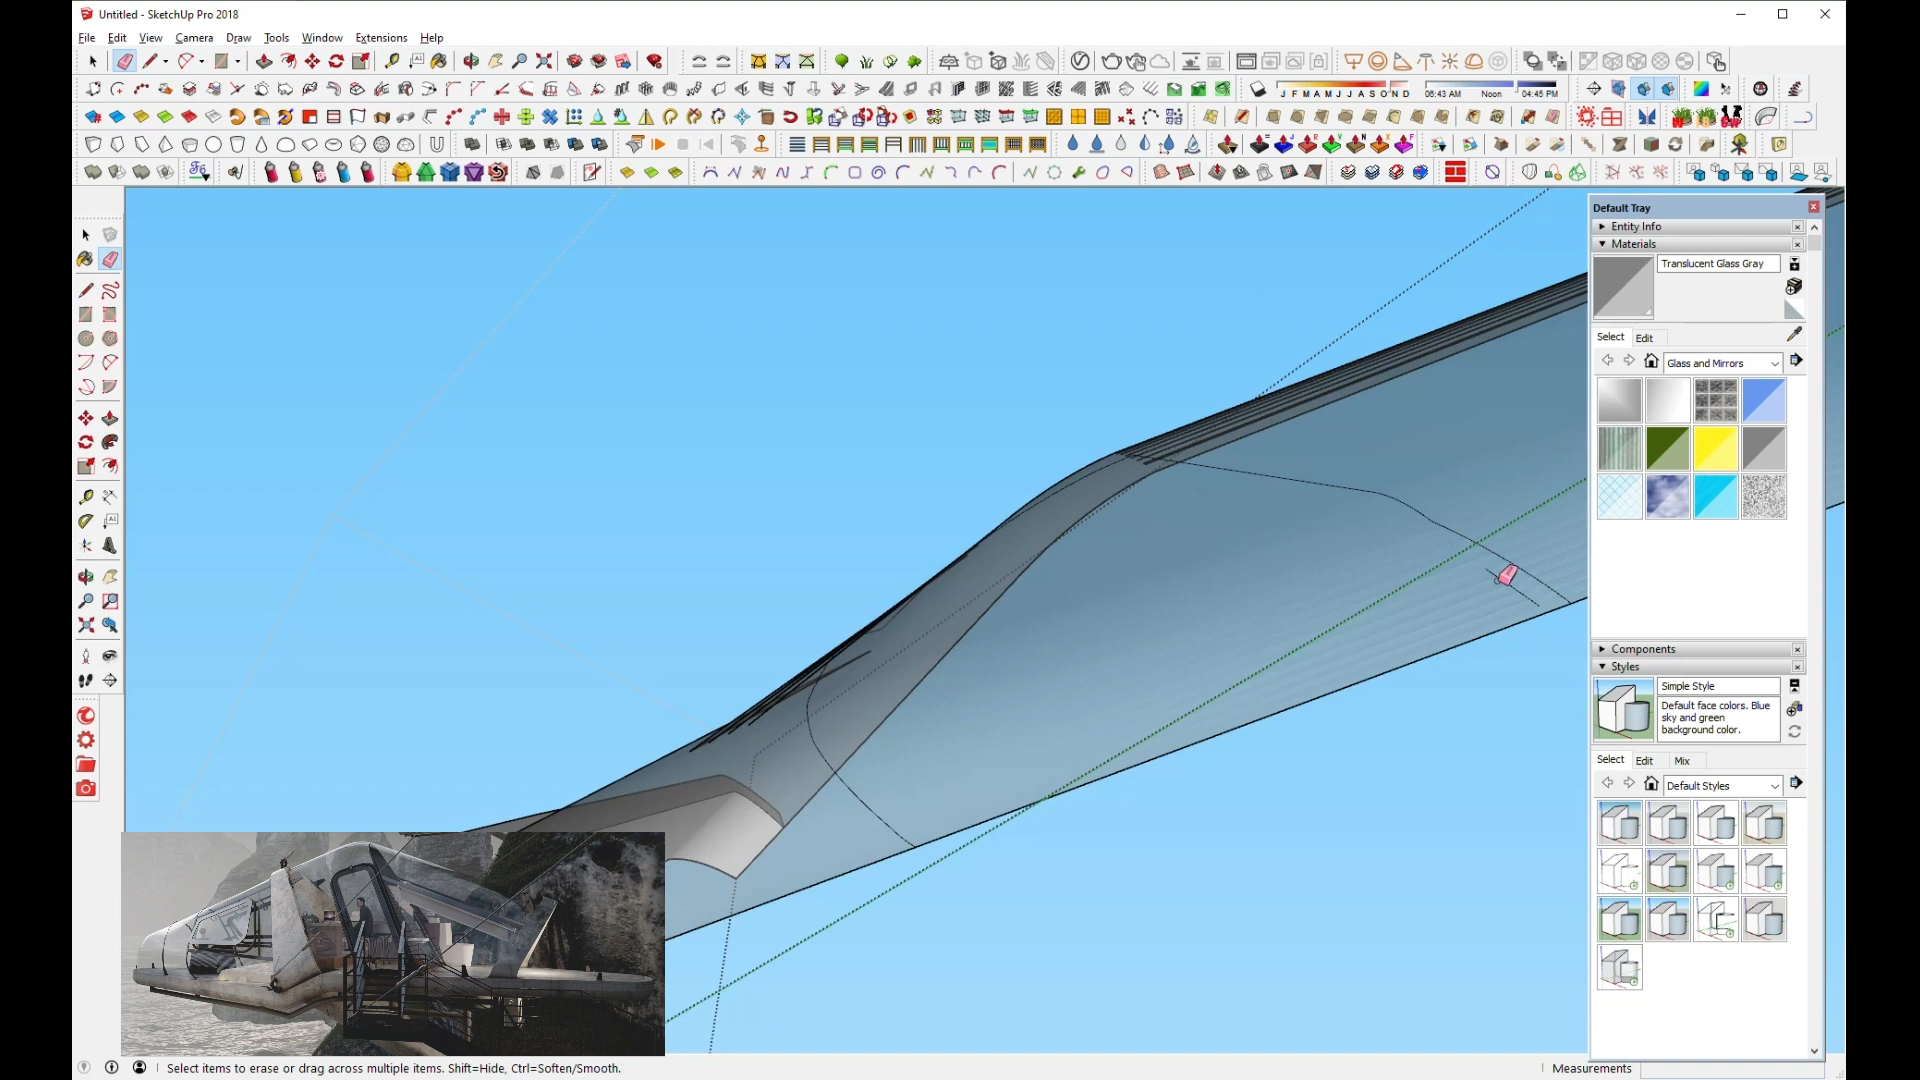 Untitled - SketchUp Pro 2018
File Edit View Camera Draw Tools Window Extensions Help
J F M A M J J A S O N D 06:43 AM Noon 04:45 PM
Default Tray
Entity Info
Materials
Translucent Glass Gray
Select Edit
Glass and Mirrors
Components
Styles
Simple Style
Default face colors. Blue
sky and green
background color.
Select Edit Mix
Default Styles
Select items to erase or drag across multiple items. Shift=Hide, Ctrl=Soften/Smooth.
Measurements